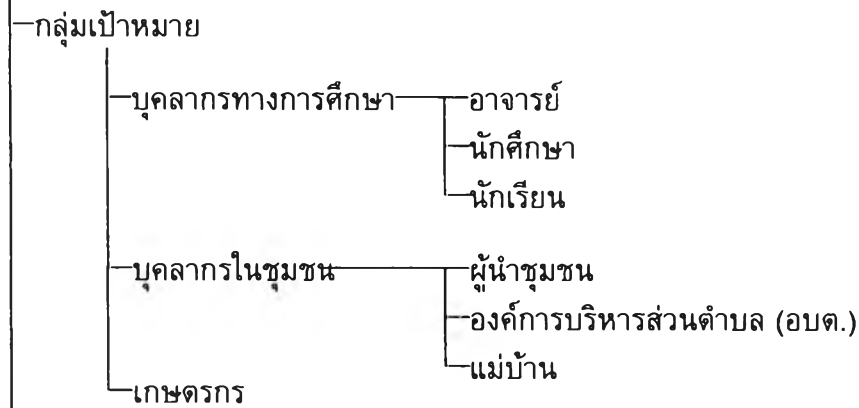 กลุ่มเป้าหมาย
บุคลากรทางการศึกษา อาจารย์
นักศึกษา
นักเรียน
บุคลากรในชุมชน ผู้นำชุมชน
องค์การบริหารส่วนตำบล (อบต.)
แม่บ้าน
เกษตรกร